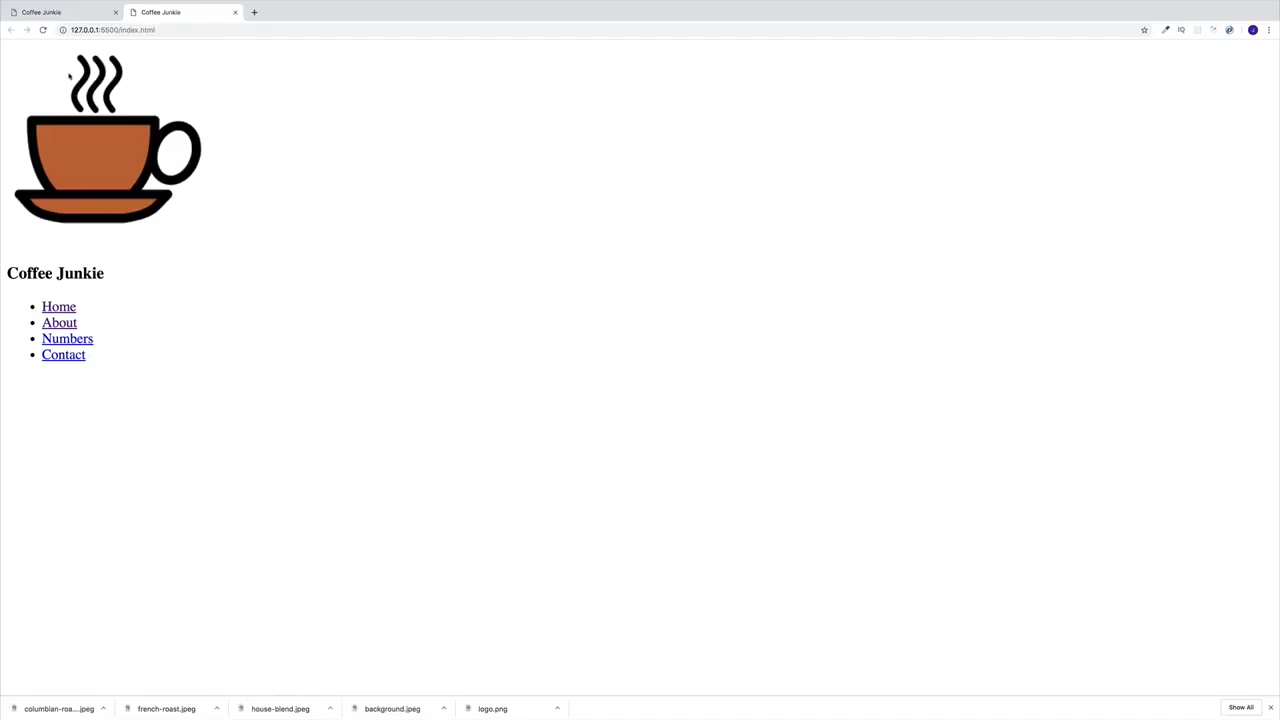 Coffee Junkie
Coffee Junkie
127.0.0.1:5500/index.html
IQ
J
Coffee Junkie
Home
About
Numbers
Contact
columbian-roa....jpeg
french-roast.jpeg
house-blend.jpeg
background.jpeg
logo.png
Show All